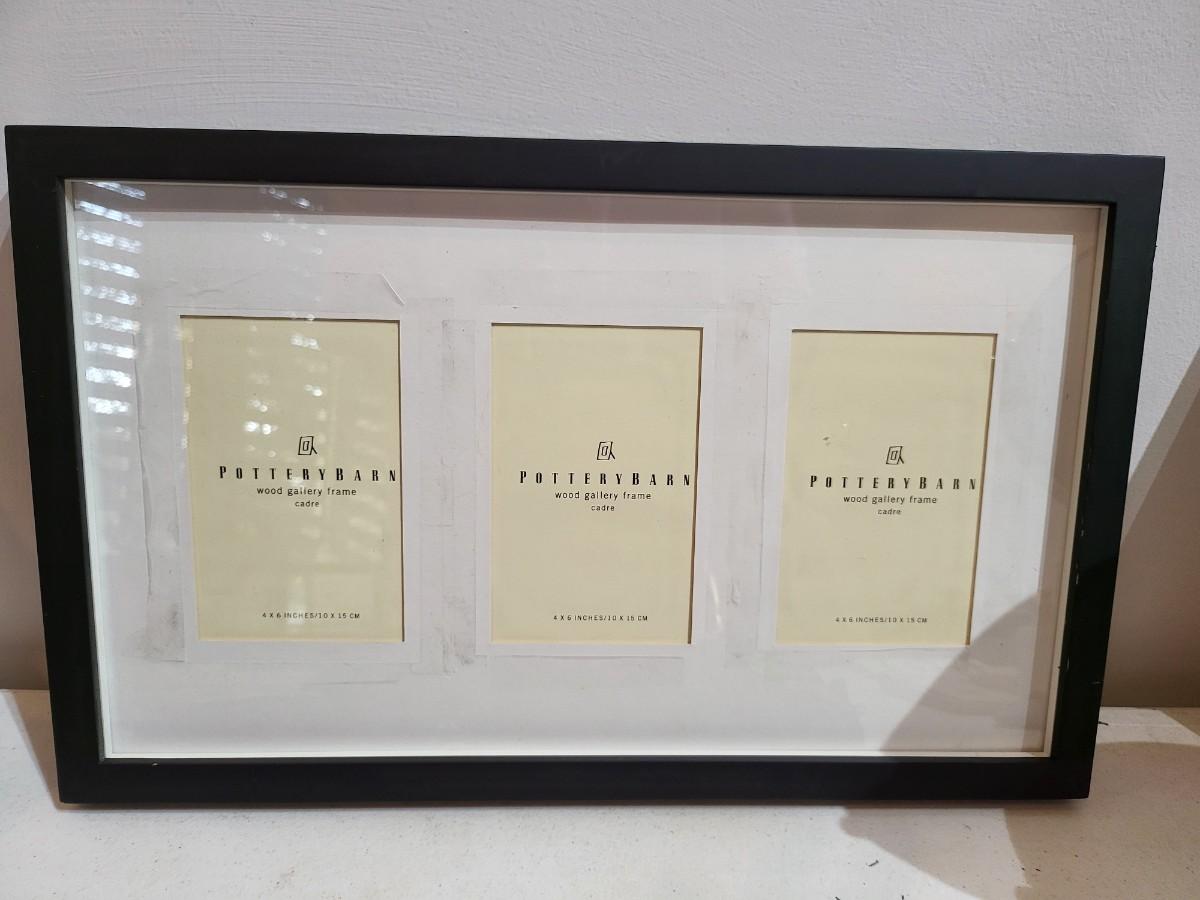 POTTERYBARN
wood gallery frame
cadre
4 X 6 INCHES/10 X 15 CM
POTTERYBARN
wood gallery frame
cadre
4 X 6 INCHES/10 X 15 CM
POTTERYBARN
wood gallery frame
cadre
4 X 6 INCHES/10 X 15 CM